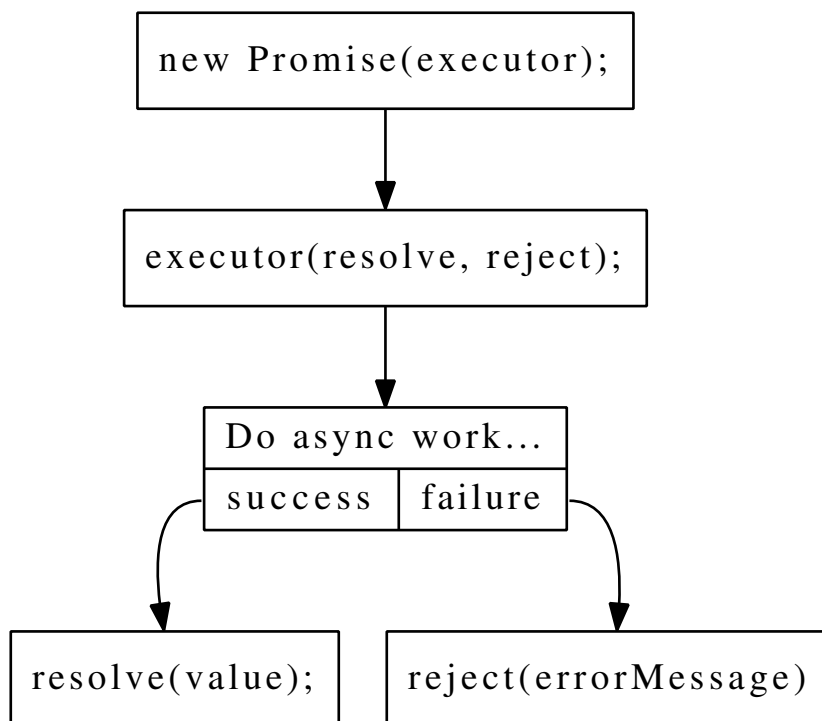 new Promise(executor);
executor(resolve, reject);
Do async work...
success failure
resolve(value); reject(errorMessage)